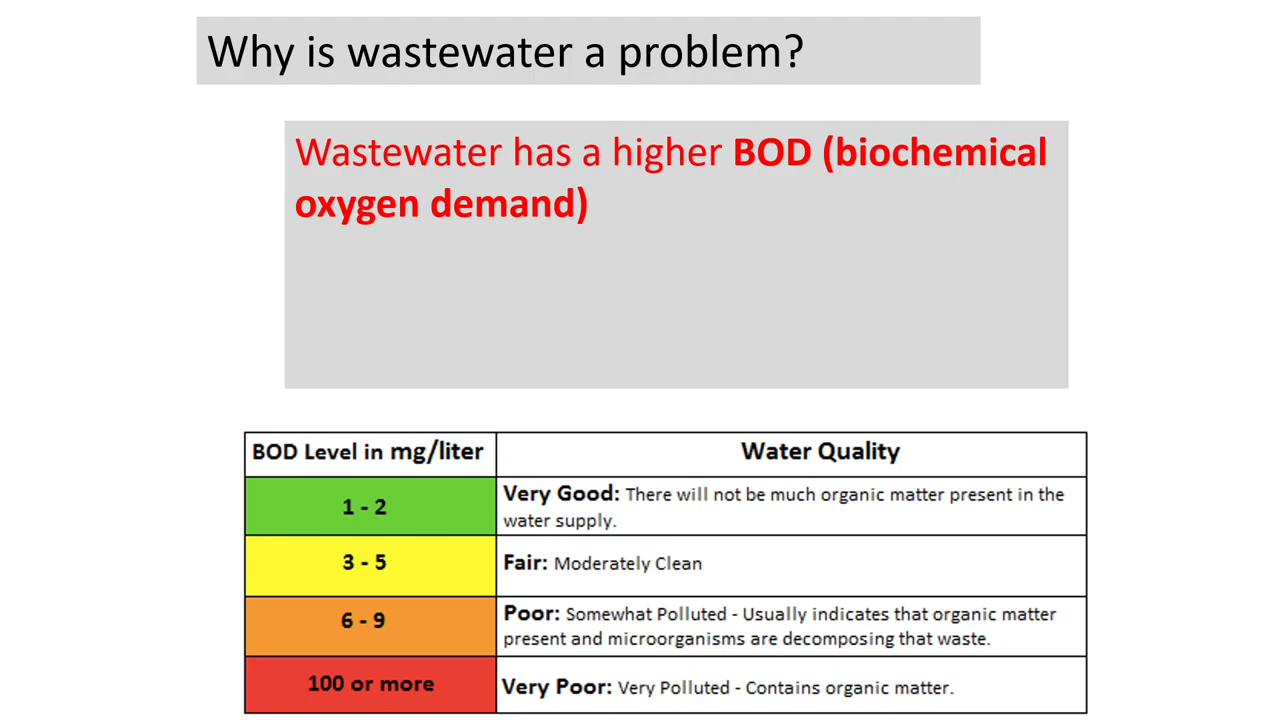 Why is wastewater a problem?
Wastewater has a higher BOD (biochemical
oxygen demand)
BOD Level in mg/liter
Water Quality
1 - 2
Very Good: There will not be much organic matter present in the
water supply.
3 - 5
Fair: Moderately Clean
6 - 9
Poor: Somewhat Polluted - Usually indicates that organic matter
present and microorganisms are decomposing that waste.
100 or more
Very Poor: Very Polluted - Contains organic matter.